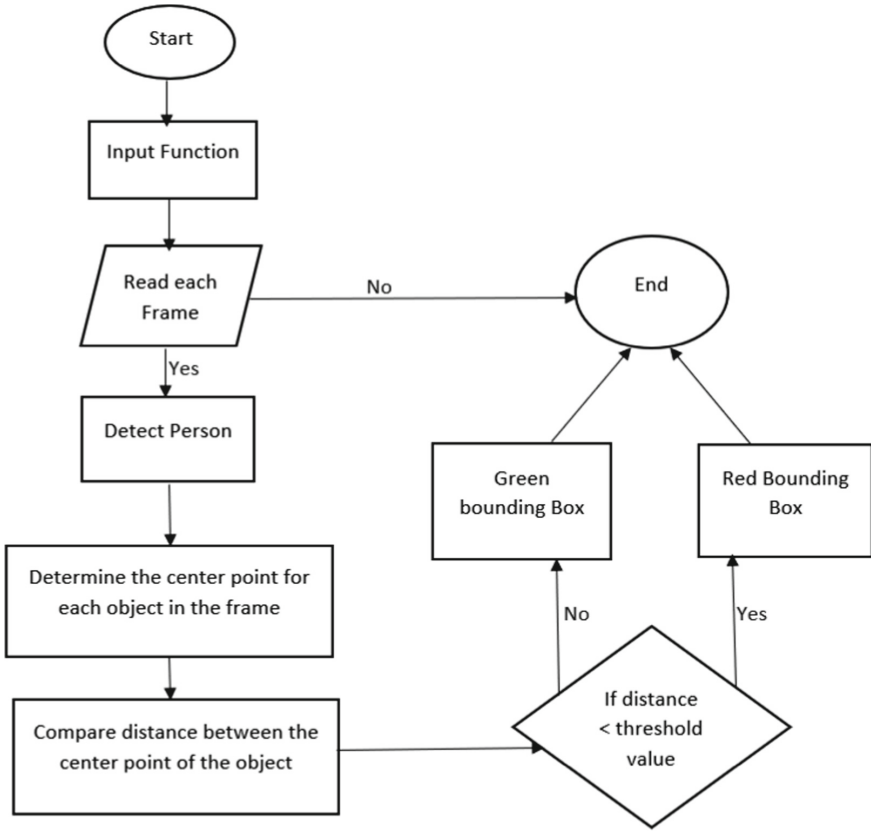 Start
Input Function
Read each
Frame
No
End
Yes
Detect Person
Green
bounding Box
Red Bounding
Box
Determine the center point for
each object in the frame
No
Yes
Compare distance between the
center point of the object
If distance
< threshold
value